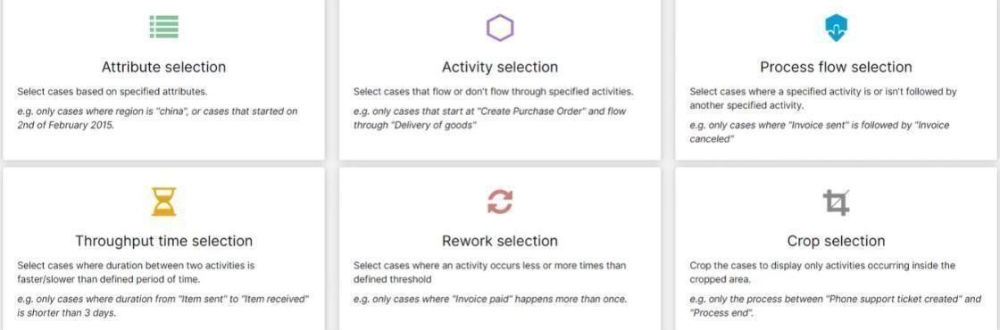 Attribute selection
Select cases based on specified attributes.
e.g. only cases where region is "china", or cases that started on
2nd of February 2015.
Activity selection
Select cases that flow or don't flow through specified activities.
e.g. only cases that start at "Create Purchase Order" and flow
through "Delivery of goods"
Process flow selection
Select cases where a specified activity is or isn't followed by
another specified activity.
e.g. only cases where "Invoice sent" is followed by "Invoice
canceled"
Throughput time selection
Select cases where duration between two activities is
faster/slower than defined period of time.
e.g. only cases where duration from "Item sent" to "Item received"
is shorter than 3 days.
Rework selection
Select cases where an activity occurs less or more times than
defined threshold
e.g. only cases where "Invoice paid" happens more than once.
Crop selection
Crop the cases to display only activities occurring inside the
cropped area.
e.g. only the process between "Phone support ticket created" and
"Process end".